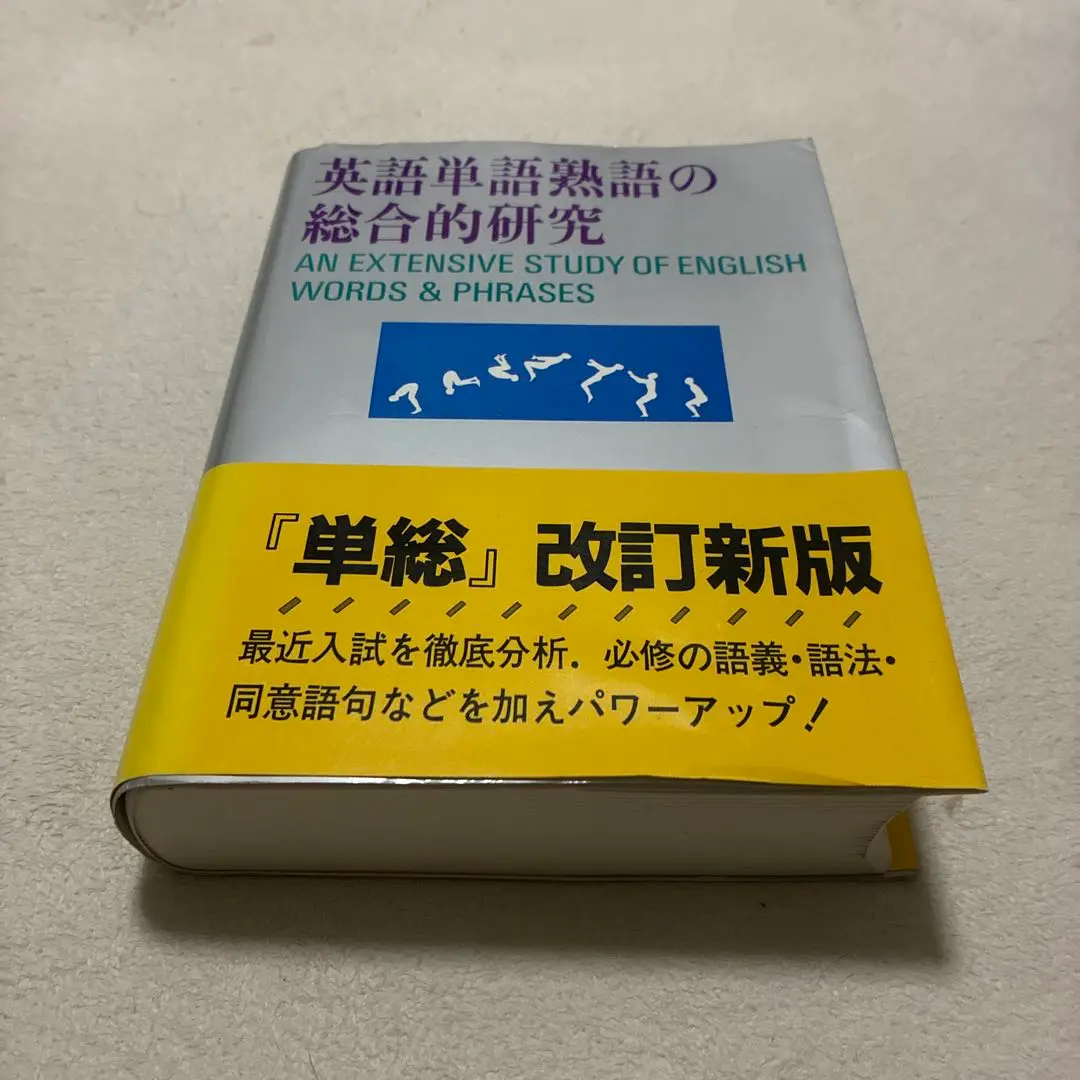 英語単語熟語の
総合的研究
AN EXTENSIVE STUDY OF ENGLISH
WORDS & PHRASES
『単総』改訂新版
最近入試を徹底分析.必修の語義・語法・
同意語句などを加えパワーアップ!